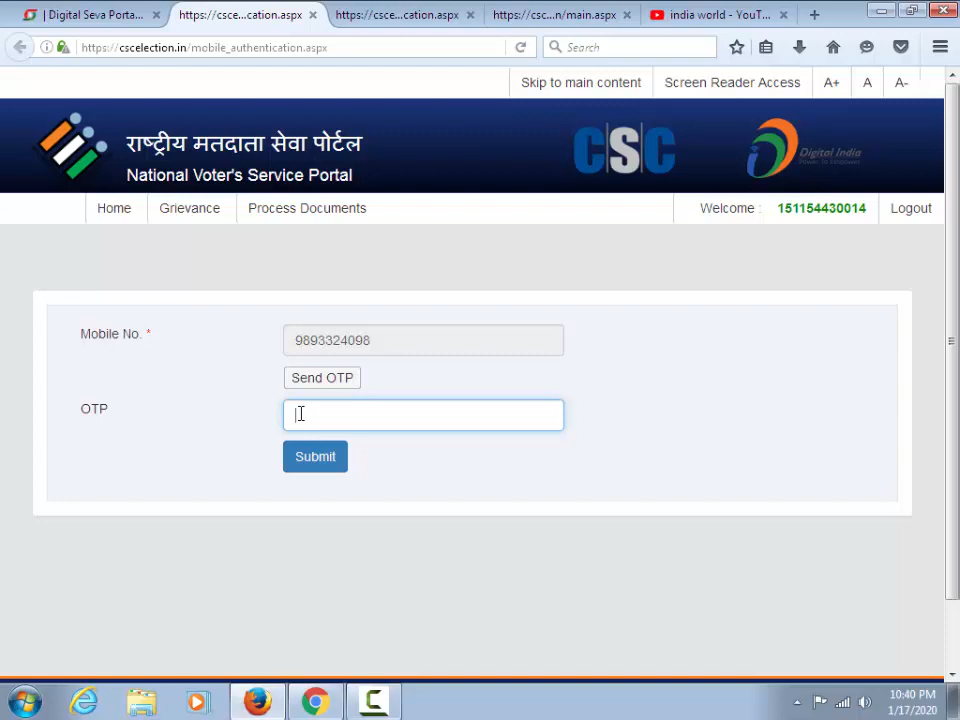 | Digital Seva Porta...
https://csce...cation.aspx
https://csce...cation.aspx
https://csc...n/main.aspx
india world - YouT...
https://cscelection.in/mobile_authentication.aspx
Search
Skip to main content
Screen Reader Access
A+
A
A-
राष्ट्रीय मतदाता सेवा पोर्टल
National Voter's Service Portal
CSC
Digital India
Power To Empower
Home
Grievance
Process Documents
Welcome :
151154430014
Logout
Mobile No. *
9893324098
Send OTP
OTP
Submit
10:40 PM
1/17/2020